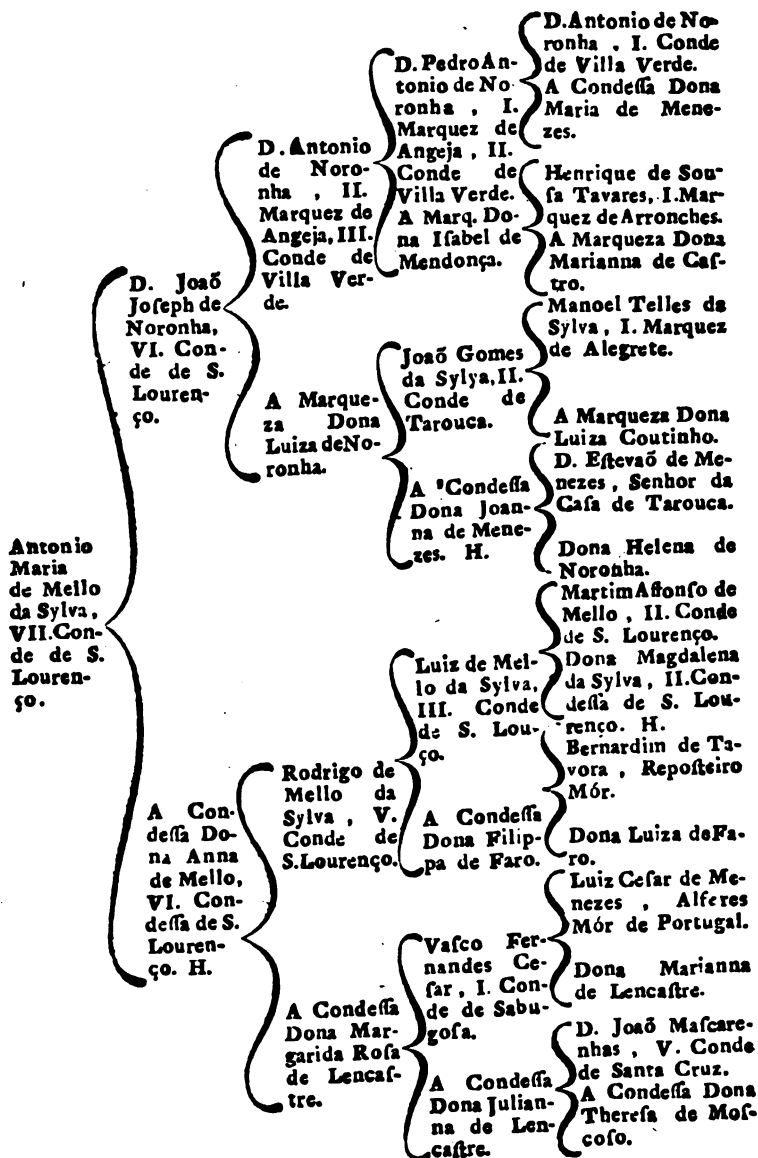 Antonio
Maria
de Mello
da Sylva,
VII. Con-
de de S.
Louren-
ço.
D. Joaõ
Joſeph de
Noronha,
VI. Con-
de de S.
Louren-
ço.
A Con-
deſſa Do-
na Anna
de Mello,
VI. Con-
deſſa de S.
Louren-
ço. H.
D. Antonio
de Noro-
nha , II.
Marquez de
Angeja, III.
Conde de
Villa Ver-
de.
A Marque-
za Dona
Luiza de No-
ronha.
Rodrigo de
Mello da
Sylva , V.
Conde de
S. Lourenço.
A Condeſſa
Dona Mar-
garida Roſa
de Lencaſ-
tre.
D. Pedro An-
tonio de No
ronha , I.
Marquez de
Angeja , II.
Conde de
Villa Verde.
A Marq. Do-
na Iſabel de
Mendonça.
Joaõ Gomes
da Sylya, II.
Conde de
Tarouca.
A Condeſſa
Dona Joan-
na de Mene-
zes. H.
Luiz de Mel-
lo da Sylva,
III. Conde
de S. Lou-
ço.
A Condeſſa
Dona Filip-
pa de Faro.
Vaſco Fer-
nandes Ce-
ſar , I. Con-
de de Sabu-
goſa.
A Condeſſa
Dona Julian-
na de Len-
caſtre.
D. Antonio de No-
ronha , I. Conde
de Villa Verde.
A Condeſſa Dona
Maria de Mene-
zes.
Henrique de Sou-
ſa Tavares, I. Mar-
quez de Arronches.
A Marqueza Dona
Marianna de Caſ-
tro.
Manoel Telles da
Sylva , I. Marquez
de Alegrete.
A Marqueza Dona
Luiza Coutinho.
D. Eſtevaõ de Me-
nezes , Senhor da
Caſa de Tarouca.
Dona Helena de
Noronha.
Martim Affonſo de
Mello , II. Conde
de S. Lourenço.
Dona Magdalena
da Sylva , II. Con-
deſſa de S. Lou-
renço. H.
Bernardim de Ta-
vora , Repoſteiro
Mór.
Dona Luiza de Fa-
ro.
Luiz Ceſar de Me-
nezes , Alferes
Mór de Portugal.
Dona Marianna
de Lencaſtre.
D. Joaõ Maſcare-
nhas , V. Conde
de Santa Cruz.
A Condeſſa Dona
Thereſa de Moſ-
coſo.